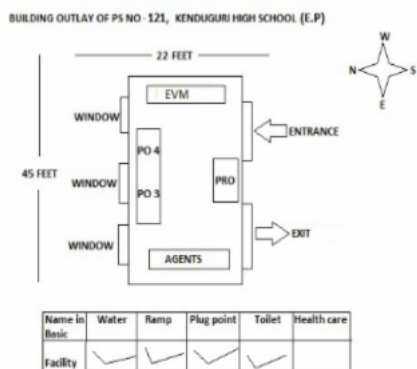 BUILDING OUTLAY OF PS NO - 121, KENDUGURI HIGH SCHOOL (E.P)
22 FEET
W
N
S
E
EVM
WINDOW
ENTRANCE
PO 4
45 FEET
WINDOW
PRO
PO 3
WINDOW
EXIT
AGENTS
Name in Basic
Water
Ramp
Plug point
Toilet
Health care
Facility